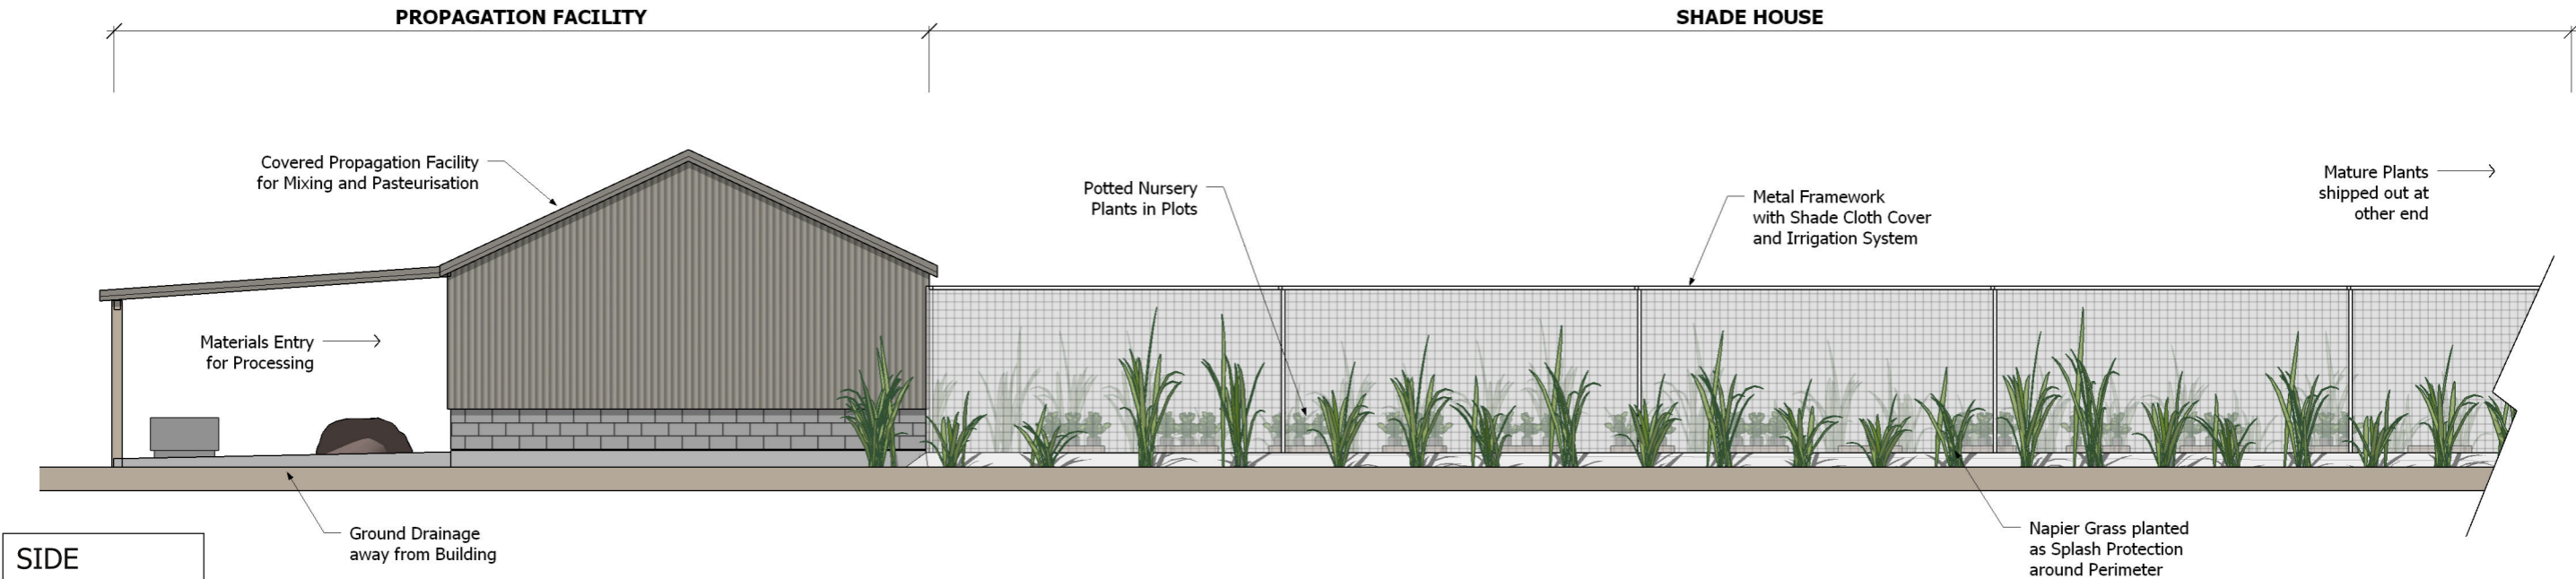 PROPAGATION FACILITY
SHADE HOUSE
Covered Propagation Facility
for Mixing and Pasteurisation
Potted Nursery
Plants in Plots
Metal Framework
with Shade Cloth Cover
and Irrigation System
Mature Plants
shipped out at
other end
Materials Entry
for Processing
Ground Drainage
away from Building
Napier Grass planted
as Splash Protection
around Perimeter
SIDE